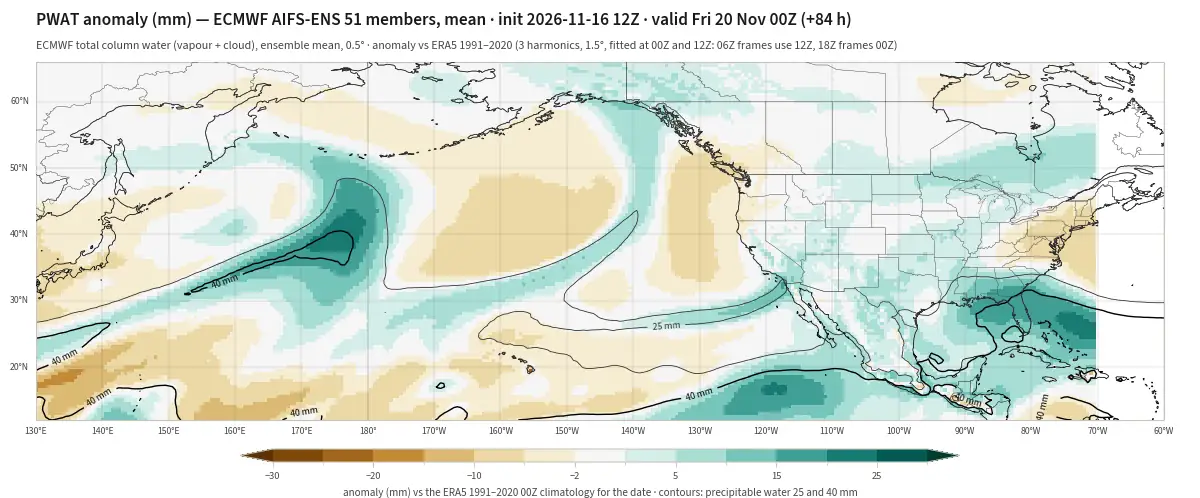 PWAT anomaly (mm) — ECMWF AIFS-ENS 51 members, mean · init 2026-11-16 12Z · valid Fri 20 Nov 00Z (+84 h)
ECMWF total column water (vapour + cloud), ensemble mean, 0.5° · anomaly vs ERA5 1991–2020 (3 harmonics, 1.5°, fitted at 00Z and 12Z: 06Z frames use 12Z, 18Z frames 00Z)
60°N
50°N
40°N
40 mm
30°N
25 mm
40 mm
20°N
40 mm
40 mm
40 mm
40 mm
40 mm
130°E 140°E 150°E 160°E 170°E 180° 170°W 160°W 150°W 140°W 130°W 120°W 110°W 100°W 90°W 80°W 70°W 60°W
−30 −20 −10 −2 5 15 25
anomaly (mm) vs the ERA5 1991–2020 00Z climatology for the date · contours: precipitable water 25 and 40 mm